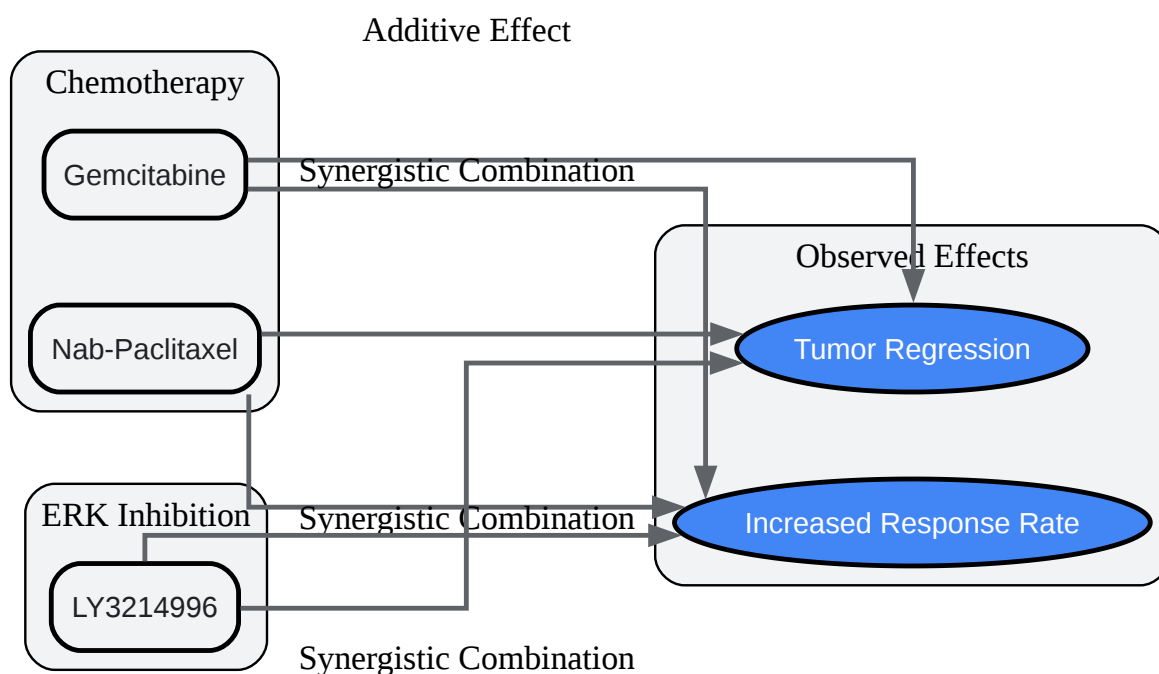 Additive Effect
Chemotherapy
Gemcitabine
Synergistic Combination
Observed Effects
Nab-Paclitaxel
Tumor Regression
ERK Inhibition
Synergistic Combination
Increased Response Rate
LY3214996
Synergistic Combination